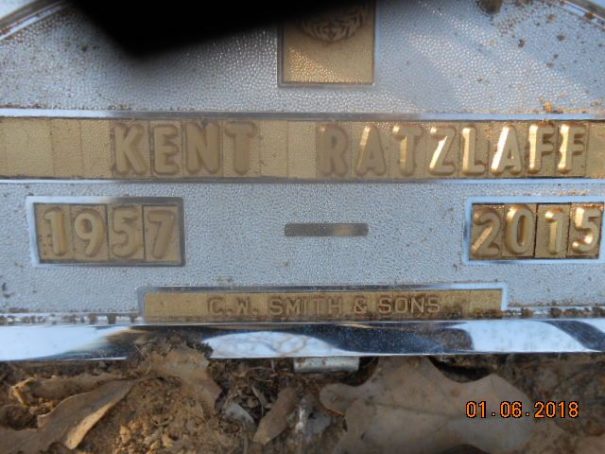 KENT RATZLAFF
1957 — 2015
C.W. SMITH & SONS
01.06.2018